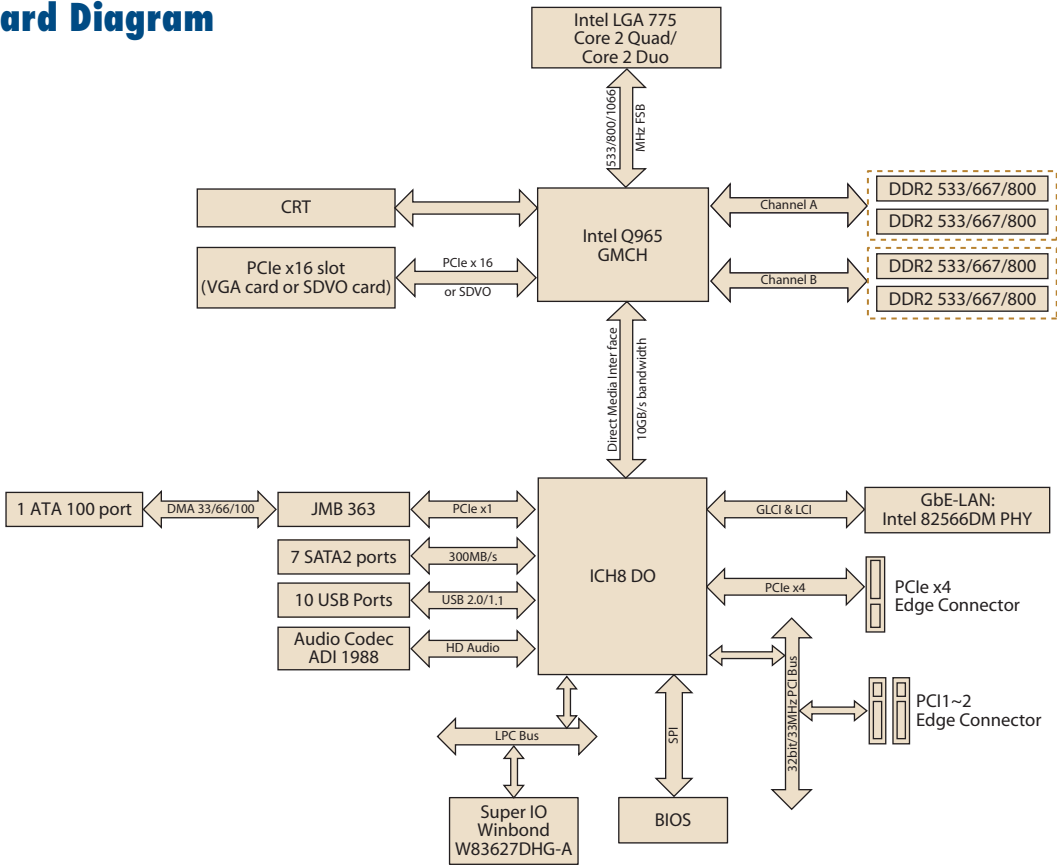 ard Diagram
Intel LGA 775
Core 2 Quad/
Core 2 Duo
533/800/1066
MHz FSB
CRT
PCIe x16 slot
(VGA card or SDVO card)
PCIe x 16
or SDVO
Intel Q965
GMCH
Channel A
Channel B
DDR2 533/667/800
DDR2 533/667/800
DDR2 533/667/800
DDR2 533/667/800
Direct Media Inter face
10GB/s bandwidth
1 ATA 100 port
DMA 33/66/100
JMB 363
PCIe x1
7 SATA2 ports
300MB/s
10 USB Ports
USB 2.0/1.1
Audio Codec
ADI 1988
HD Audio
ICH8 DO
GLCI & LCI
GbE-LAN:
Intel 82566DM PHY
PCIe x4
PCIe x4
Edge Connector
32bit/33MHz PCI Bus
PCI1~2
Edge Connector
LPC Bus
SPI
Super IO
Winbond
W83627DHG-A
BIOS